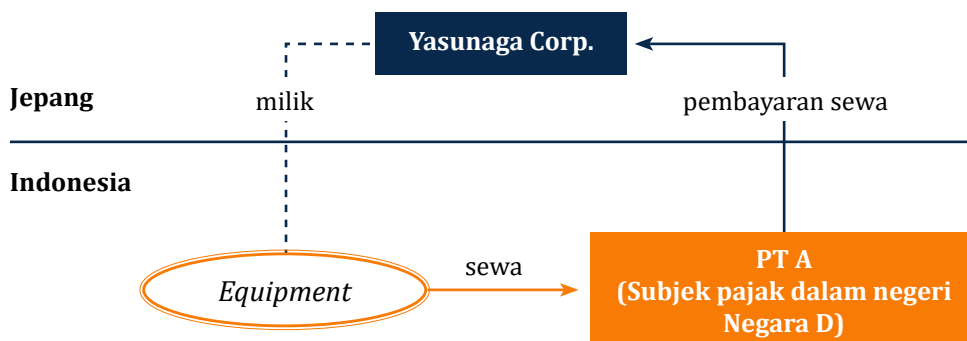 Yasunaga Corp.
Jepang
milik
pembayaran sewa
Indonesia
Equipment
sewa
PT A
(Subjek pajak dalam negeri
Negara D)